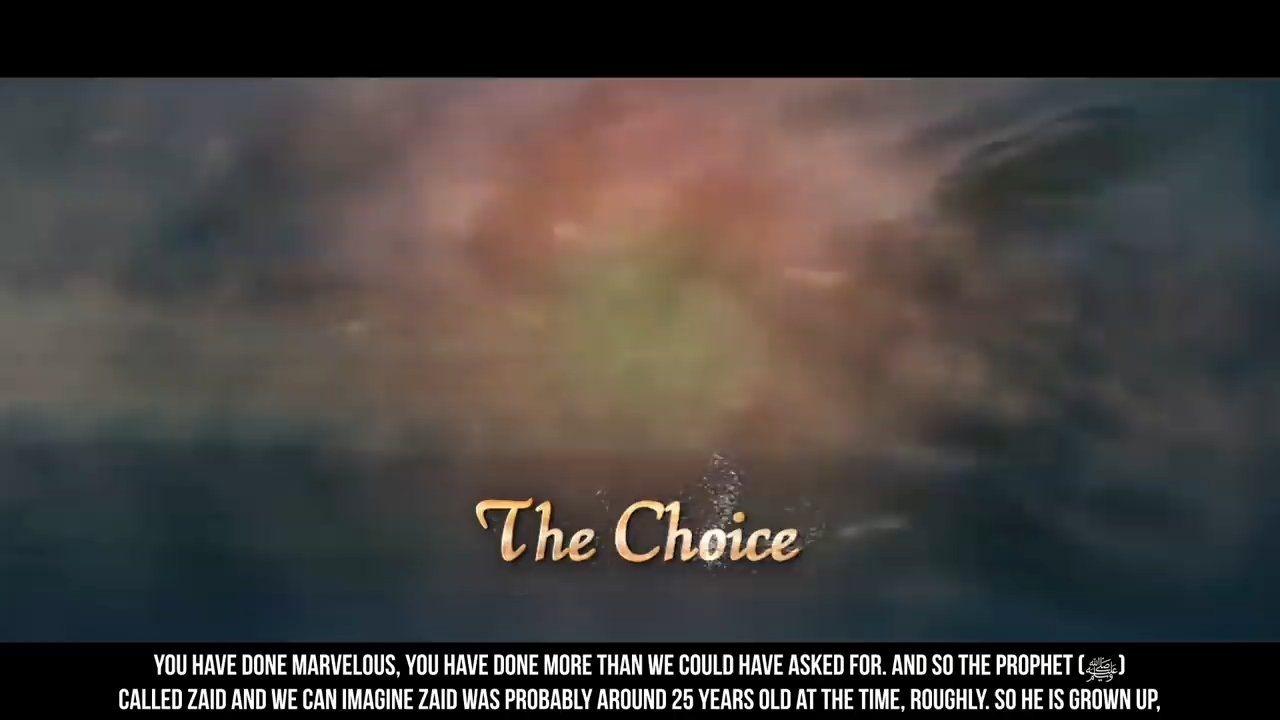 The Choice
YOU HAVE DONE MARVELOUS, YOU HAVE DONE MORE THAN WE COULD HAVE ASKED FOR. AND SO THE PROPHET (ﷺ)
CALLED ZAID AND WE CAN IMAGINE ZAID WAS PROBABLY AROUND 25 YEARS OLD AT THE TIME, ROUGHLY. SO HE IS GROWN UP,